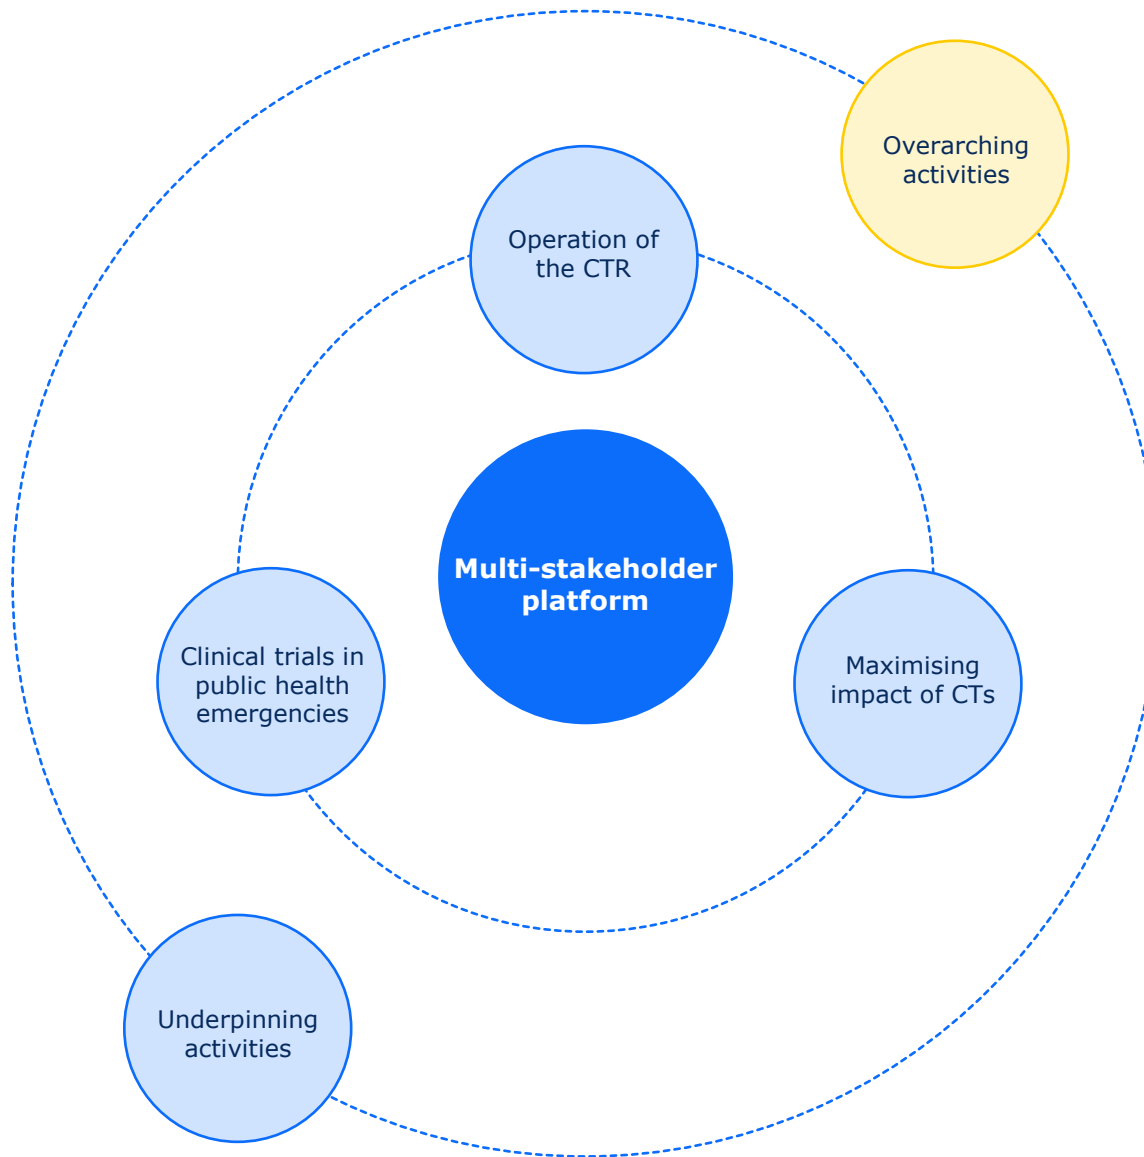 Overarching
activities
Operation of
the CTR
Multi-stakeholder
platform
Clinical trials in
public health
emergencies
Maximising
impact of CTs
Underpinning
activities